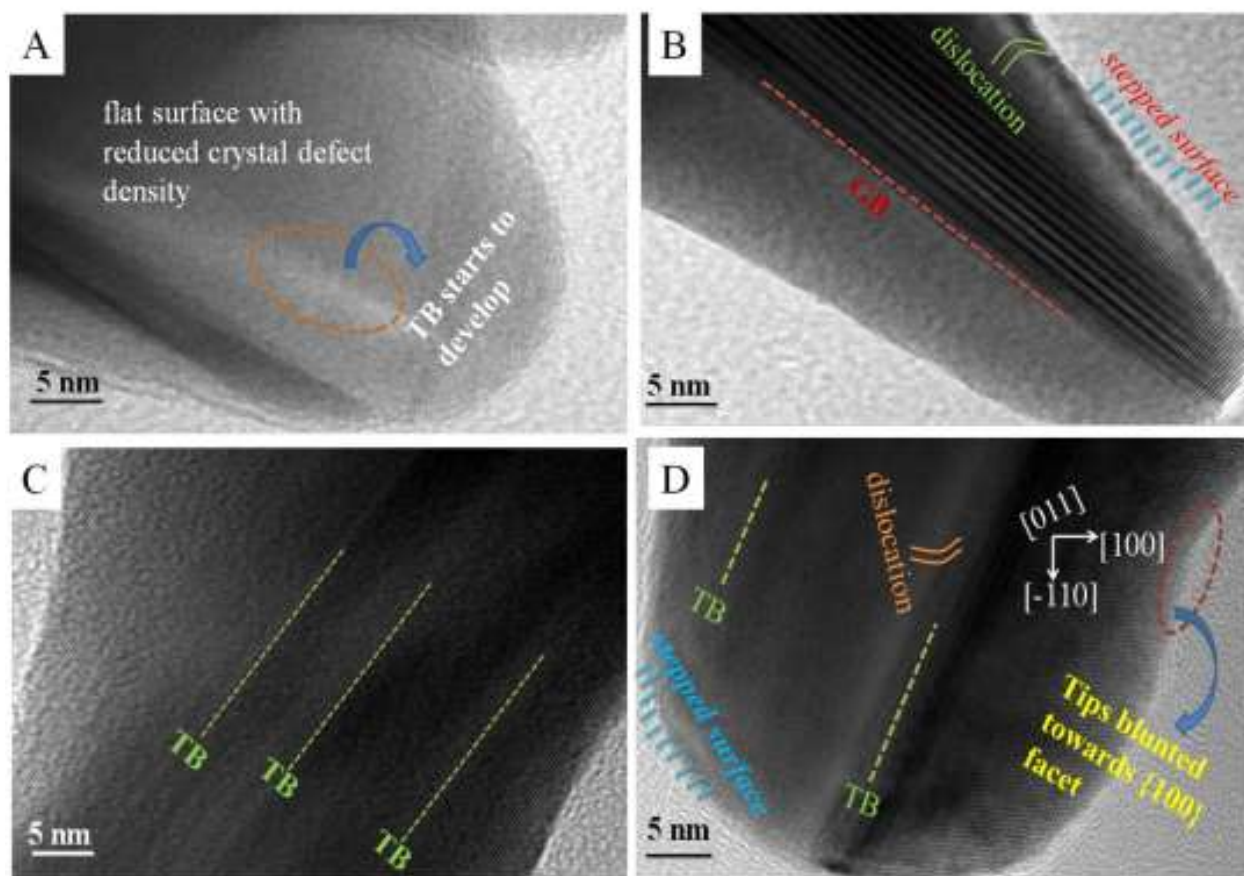 A
flat surface with
reduced crystal defect
density
TB starts to
develop
5 nm
B
dislocation
stepped surface
GB
5 nm
C
TB
TB
TB
5 nm
D
TB
dislocation
[011]
[100]
[-110]
stepped surface
TB
Tips blunted
towards {100}
facet
5 nm